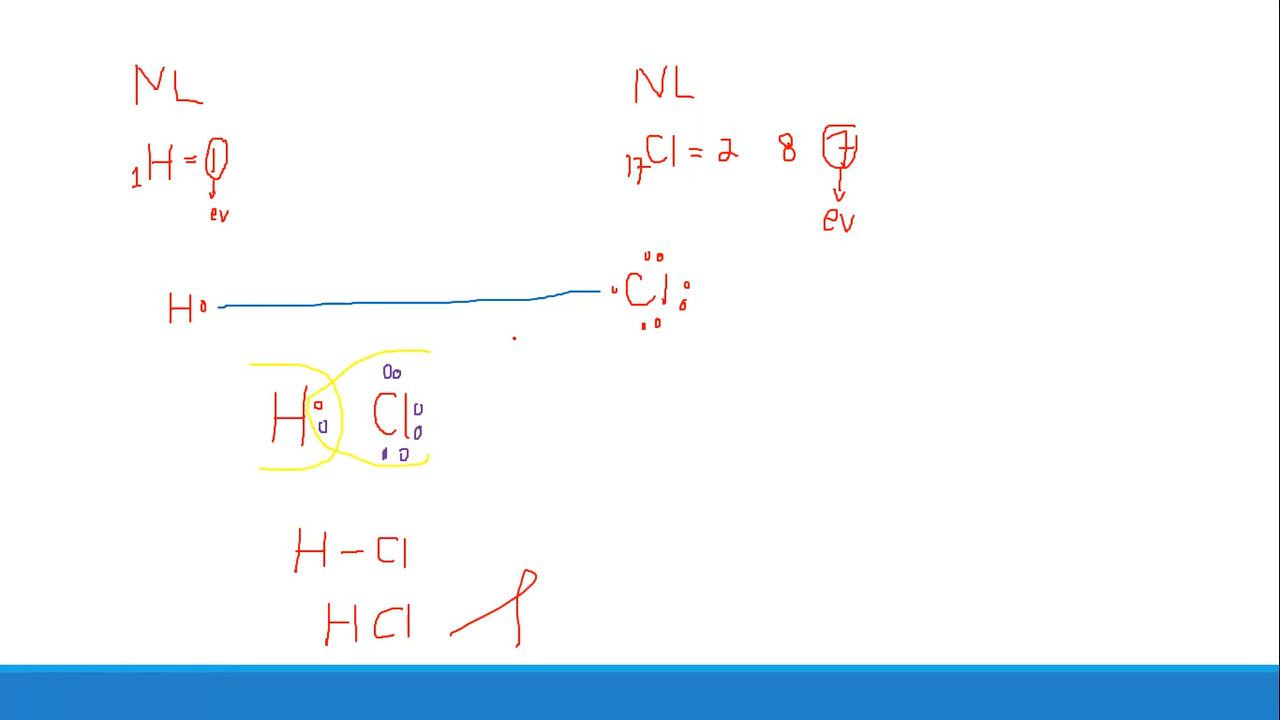 NL NL
₁H = 1 ₁₇Cl = 2 8 7
ev ev
H Cl
H Cl
H - Cl
HCl